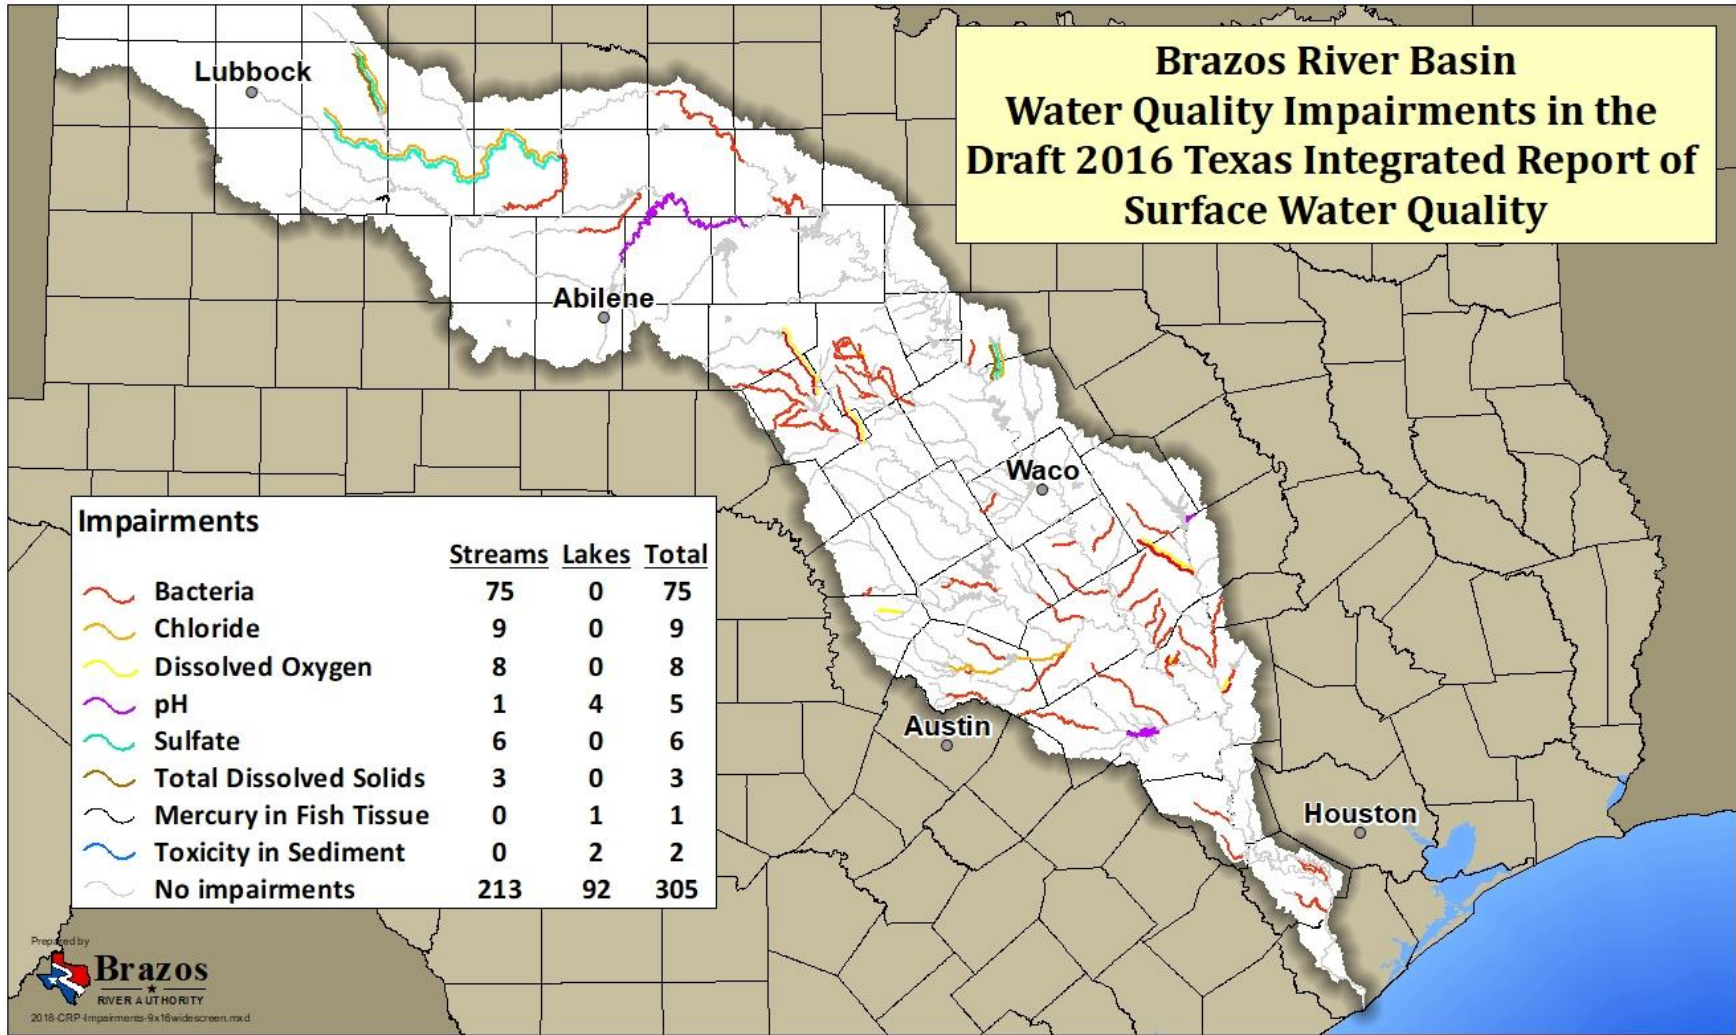 Brazos River Basin
Water Quality Impairments in the
Draft 2016 Texas Integrated Report of
Surface Water Quality
Lubbock
Abilene
Waco
Austin
Houston
Impairments
Streams Lakes Total
Bacteria 75 0 75
Chloride 9 0 9
Dissolved Oxygen 8 0 8
pH 1 4 5
Sulfate 6 0 6
Total Dissolved Solids 3 0 3
Mercury in Fish Tissue 0 1 1
Toxicity in Sediment 0 2 2
No impairments 213 92 305
Prepared by
Brazos
RIVER AUTHORITY
2018-CRP-Impairments-9x16widescreen.mxd